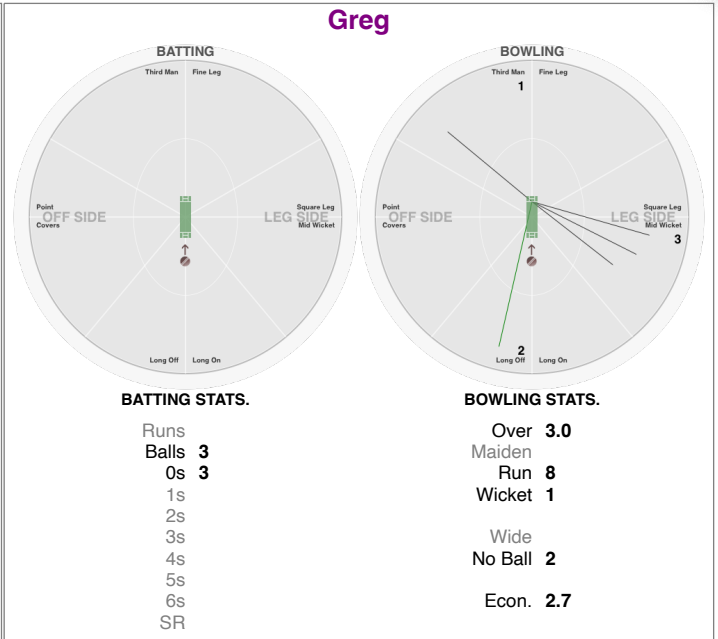 Greg
BATTING
Third Man Fine Leg
Point
OFF SIDE
Covers
Square Leg
LEG SIDE
Mid Wicket
Long Off Long On
BATTING STATS.
Runs
Balls 3
0s 3
1s
2s
3s
4s
5s
6s
SR
BOWLING
Third Man Fine Leg
1
Point
OFF SIDE
Covers
Square Leg
LEG SIDE
Mid Wicket
3
2
Long Off Long On
BOWLING STATS.
Over 3.0
Maiden
Run 8
Wicket 1
Wide
No Ball 2
Econ. 2.7